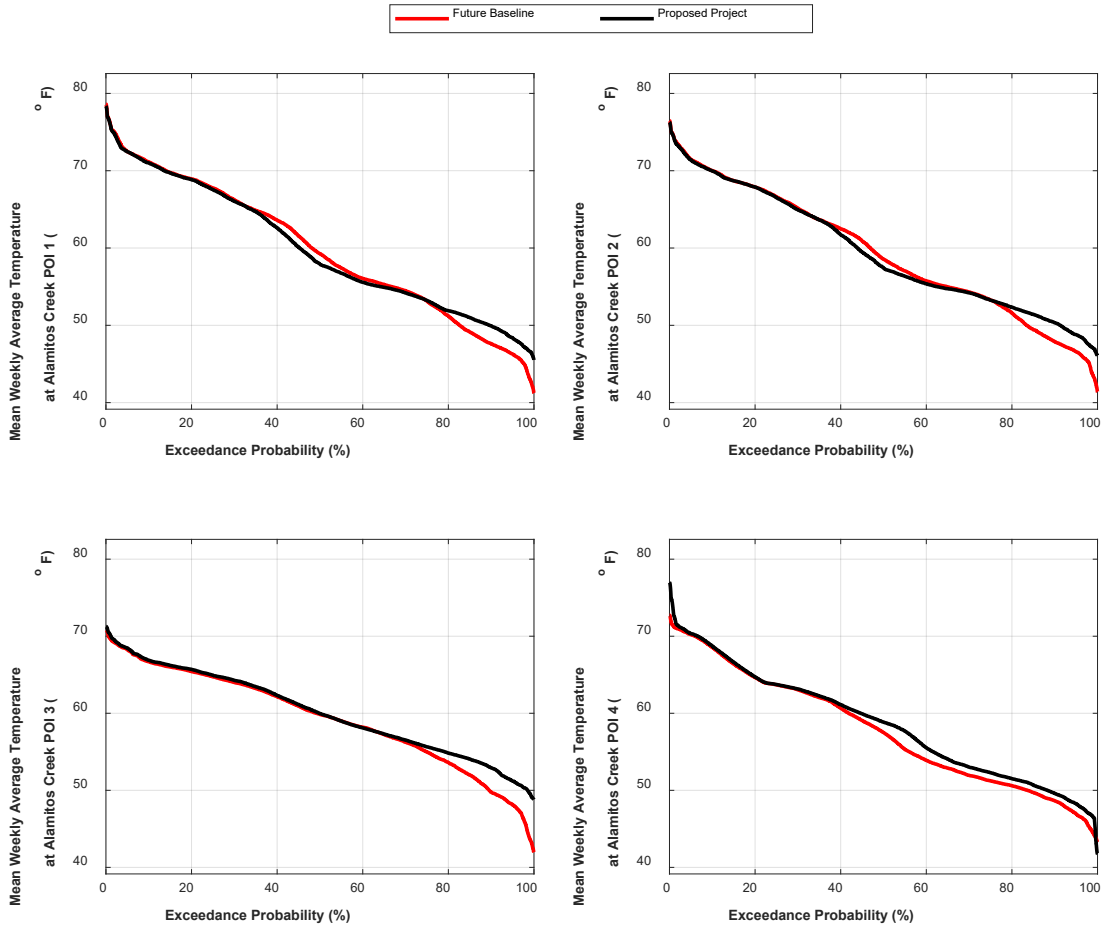 Future Baseline
Proposed Project
Mean Weekly Average Temperature
at Alamitos Creek POI 1 (
o F)
80
70
60
50
40
0 20 40 60 80 100
Exceedance Probability (%)
Mean Weekly Average Temperature
at Alamitos Creek POI 2 (
o F)
80
70
60
50
40
0 20 40 60 80 100
Exceedance Probability (%)
Mean Weekly Average Temperature
at Alamitos Creek POI 3 (
o F)
80
70
60
50
40
0 20 40 60 80 100
Exceedance Probability (%)
Mean Weekly Average Temperature
at Alamitos Creek POI 4 (
o F)
80
70
60
50
40
0 20 40 60 80 100
Exceedance Probability (%)